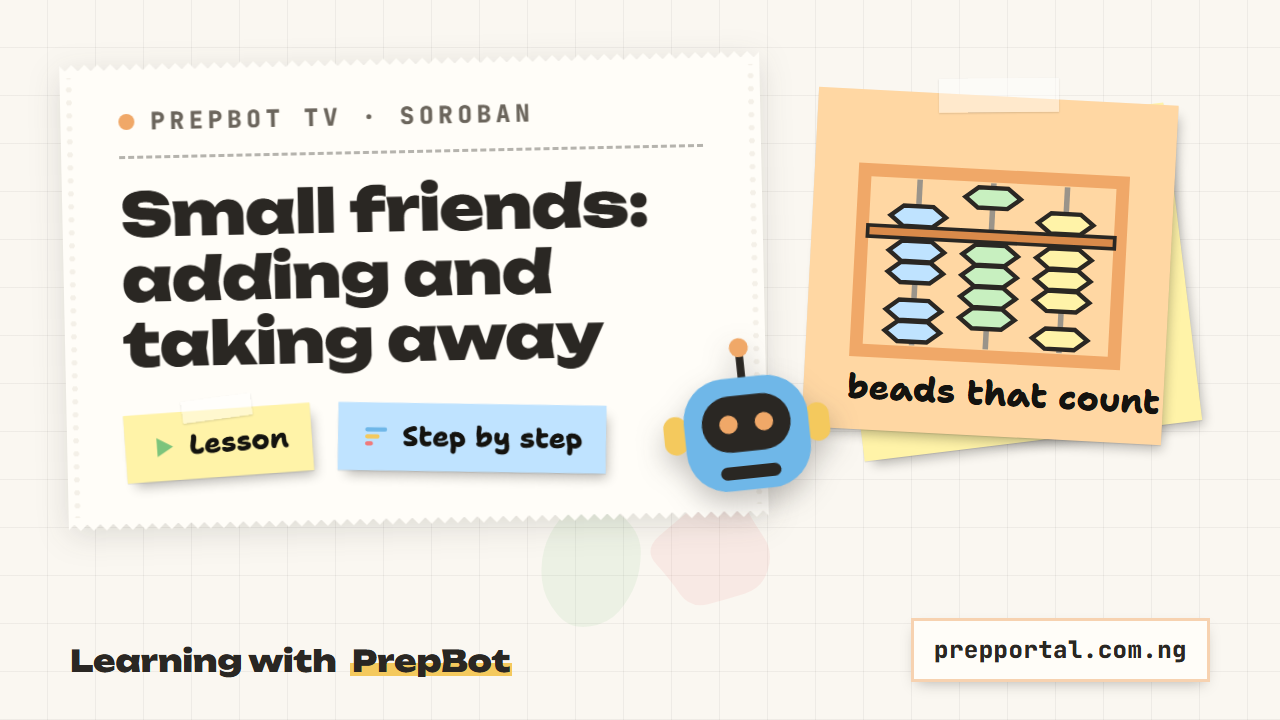 PREPBOT TV · SOROBAN
Small friends:
adding and
taking away
Lesson
Step by step
beads that count
Learning with PrepBot
prepportal.com.ng